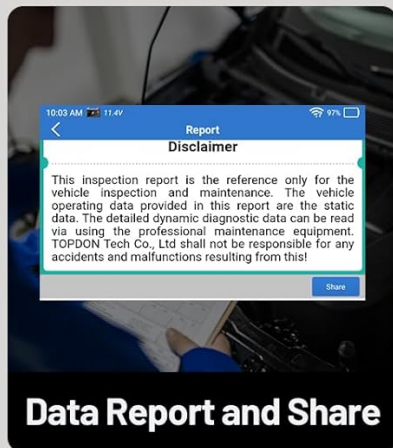 10:03 AM 11.4V 97%
Report
Disclaimer
This inspection report is the reference only for the
vehicle inspection and maintenance. The vehicle
operating data provided in this report are the static
data. The detailed dynamic diagnostic data can be read
via using the professional maintenance equipment.
TOPDON Tech Co., Ltd shall not be responsible for any
accidents and malfunctions resulting from this!
Share
Data Report and Share